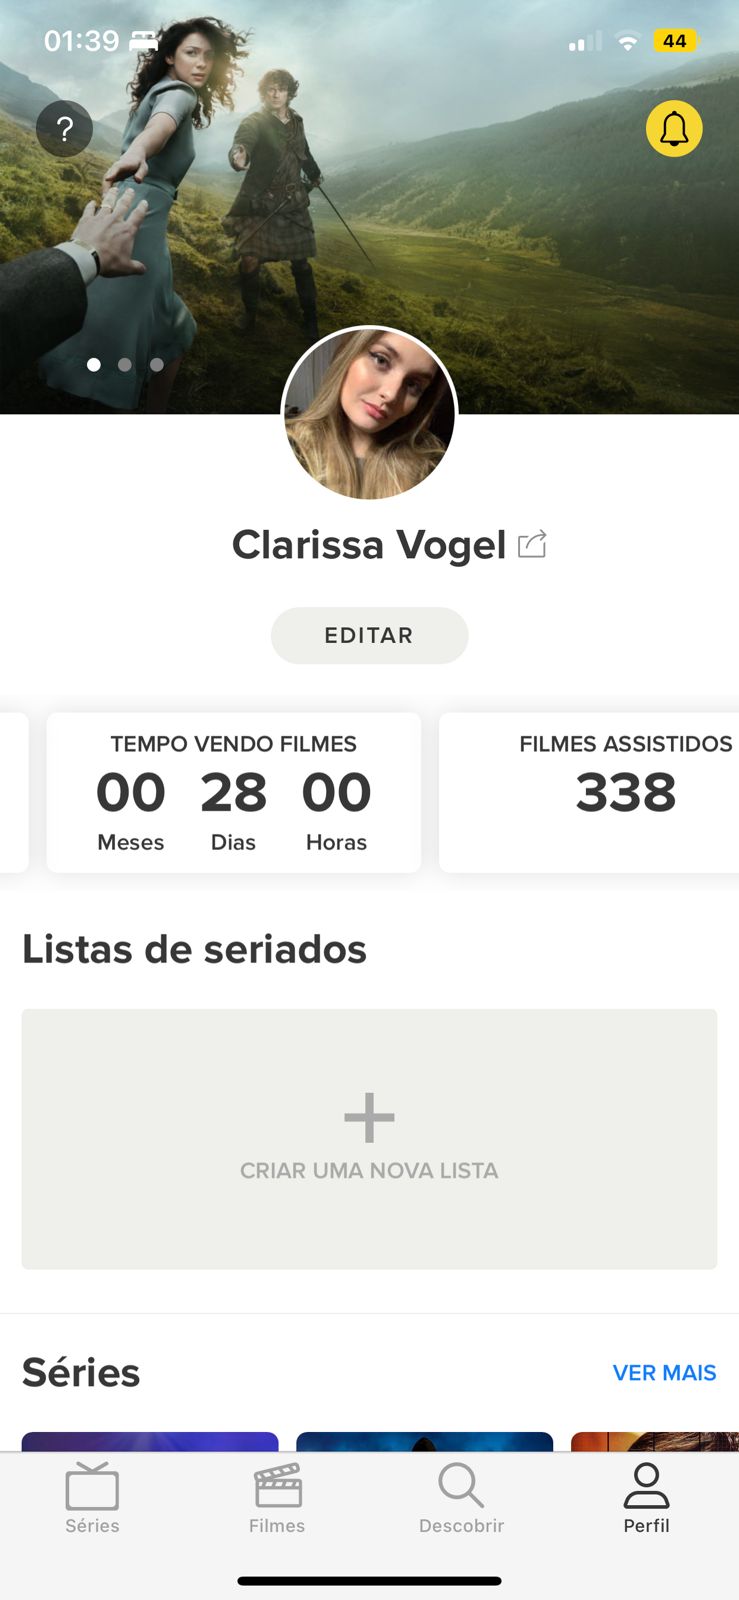 01:39
44
?
Clarissa Vogel
EDITAR
TEMPO VENDO FILMES
00 28 00
Meses Dias Horas
FILMES ASSISTIDOS
338
Listas de seriados
CRIAR UMA NOVA LISTA
Séries
VER MAIS
Séries
Filmes
Descobrir
Perfil